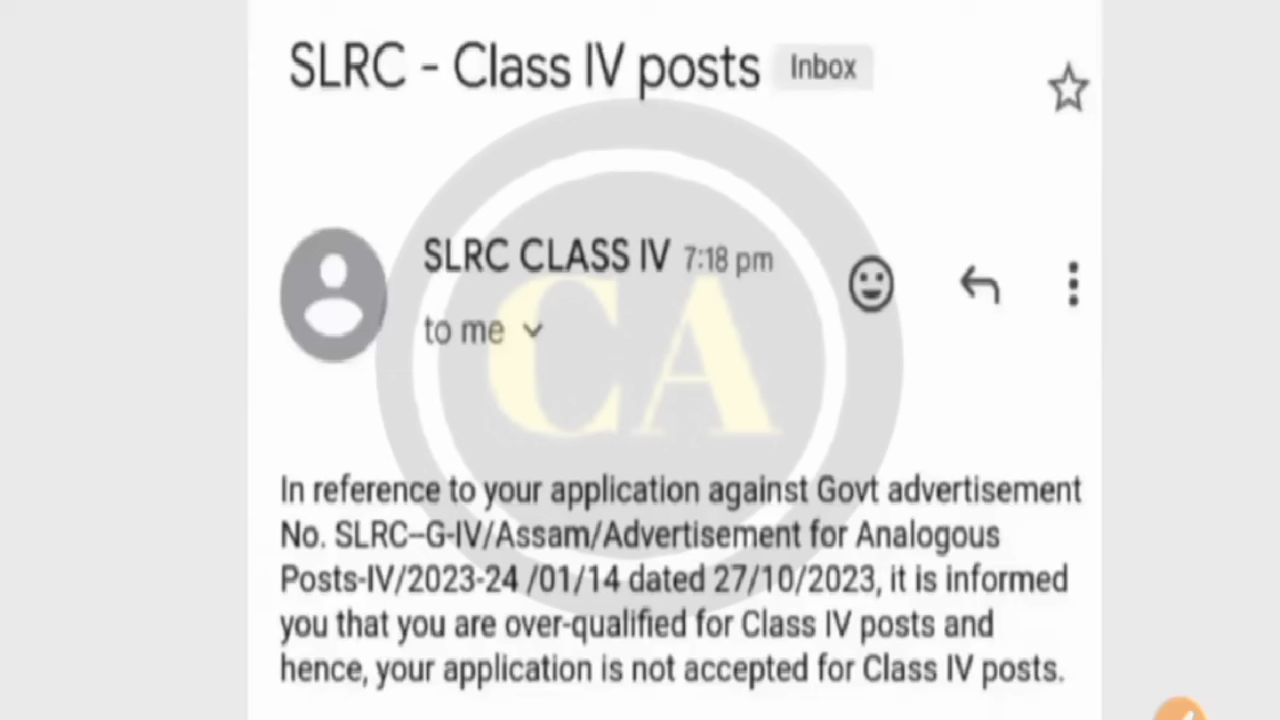 SLRC - Class IV posts Inbox
SLRC CLASS IV 7:18 pm
to me
CA
In reference to your application against Govt advertisement
No. SLRC–G-IV/Assam/Advertisement for Analogous
Posts-IV/2023-24 /01/14 dated 27/10/2023, it is informed
you that you are over-qualified for Class IV posts and
hence, your application is not accepted for Class IV posts.